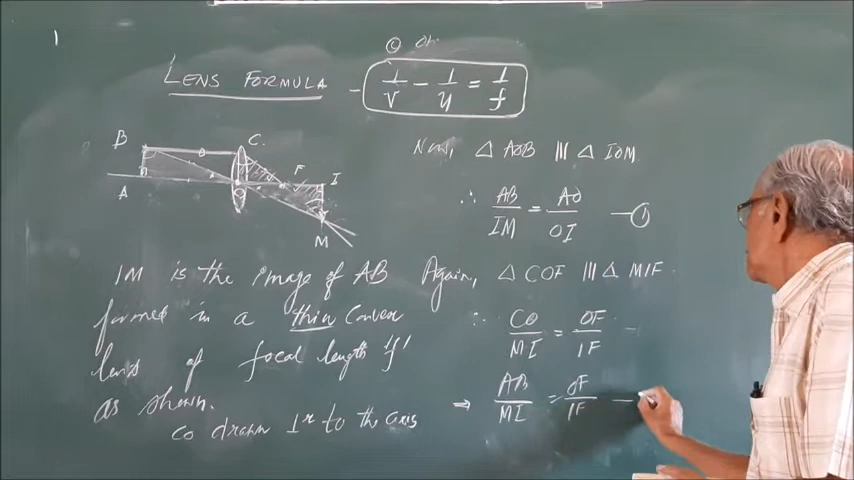 © On
LENS FORMULA - 1/v - 1/u = 1/f
B
C
F
I
A
M
Now, △ AOB ||| △ IOM
∴ AB/IM = AO/OI — ①
IM is the image of AB
formed in a thin Convex
lens of focal length 'f'
as shown.
CO drawn ⊥r to the axis
Again, △ COF ||| △ MIF
∴ CO/MI = OF/IF -
⇒ AB/MI = OF/IF —